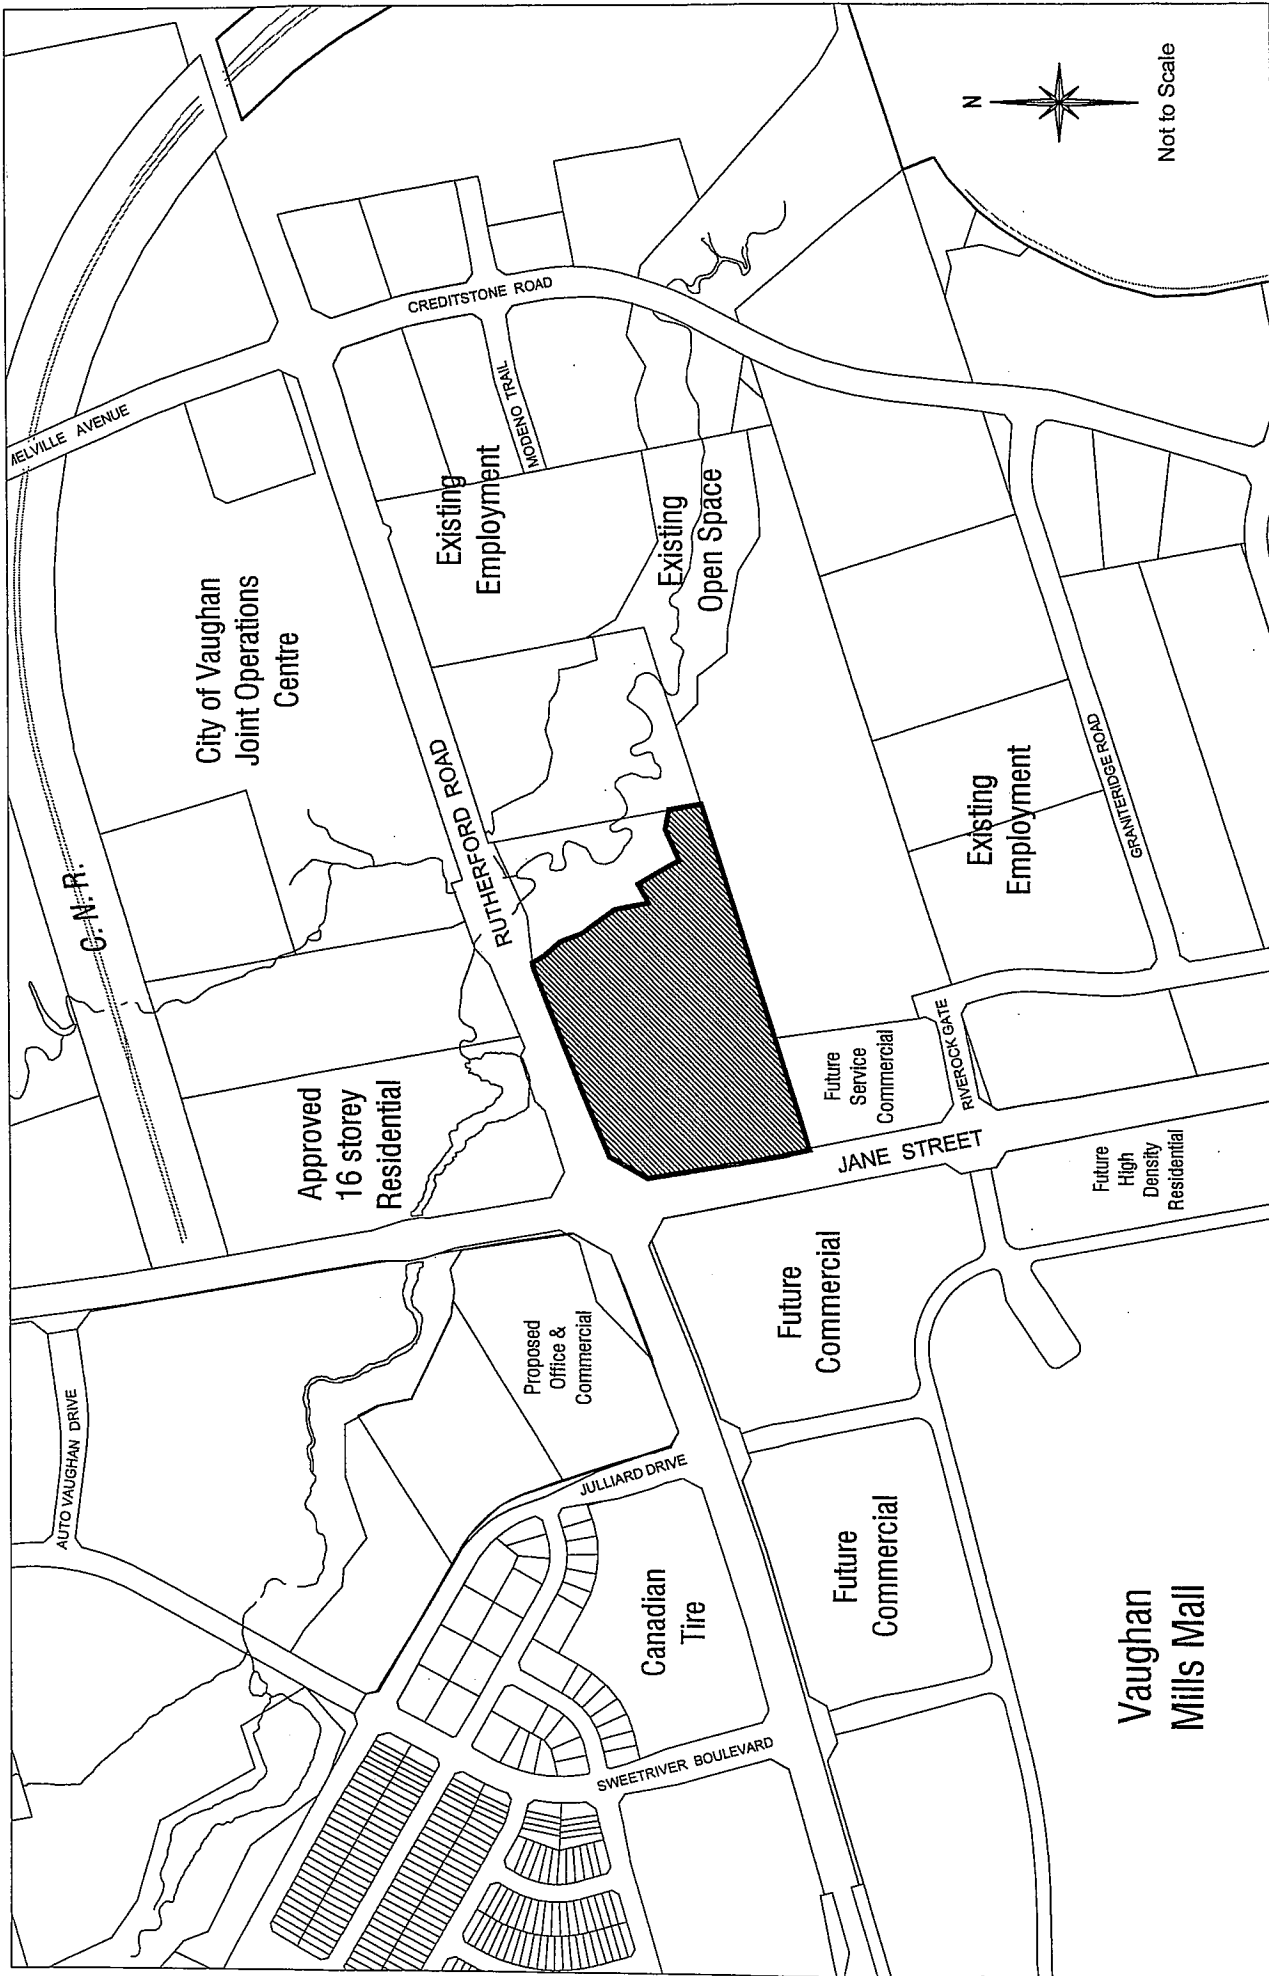 MELVILLE AVENUE
C. N. R.
City of Vaughan
Joint Operations
Centre
CREDITSTONE ROAD
MODENO TRAIL
Existing
Employment
Existing
Open Space
N
Not to Scale
RUTHERFORD ROAD
Approved
16 storey
Residential
Existing
Employment
GRANITERIDGE ROAD
Future
Service
Commercial
RIVEROCK GATE
JANE STREET
Future
High
Density
Residential
AUTO VAUGHAN DRIVE
Proposed
Office &
Commercial
Future
Commercial
JULLIARD DRIVE
Canadian
Tire
Future
Commercial
SWEETRIVER BOULEVARD
Vaughan
Mills Mall